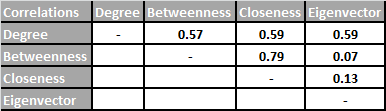 Correlations Degree Betweenness Closeness Eigenvector
Degree - 0.57 0.59 0.59
Betweenness - 0.79 0.07
Closeness - 0.13
Eigenvector -